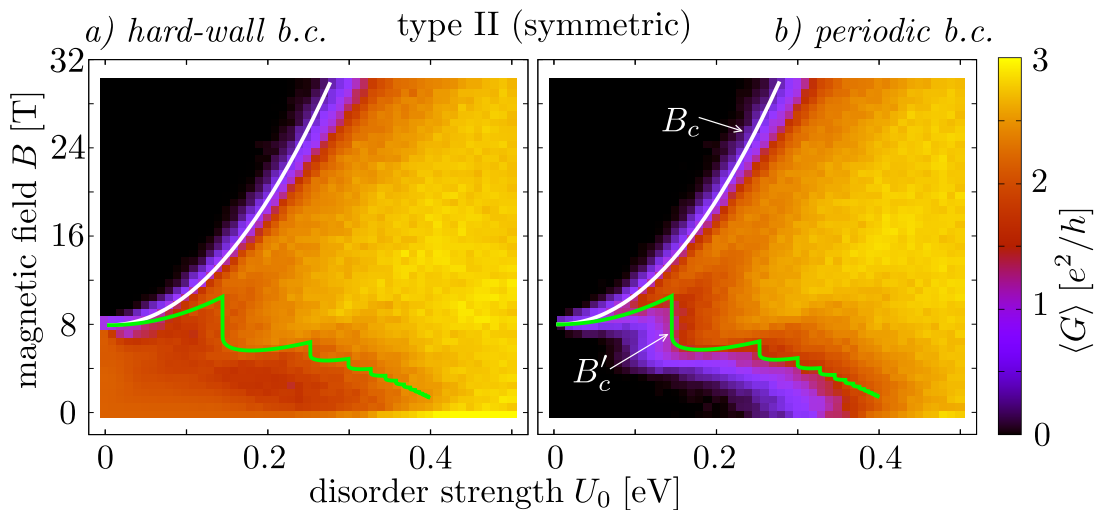 type II (symmetric)
a) hard-wall b.c.
b) periodic b.c.
32
24
16
8
0
magnetic field B [T]
B_c
B'_c
0 0.2 0.4
0 0.2 0.4
disorder strength U_0 [eV]
3
2
1
0
⟨G⟩ [e^2/h]